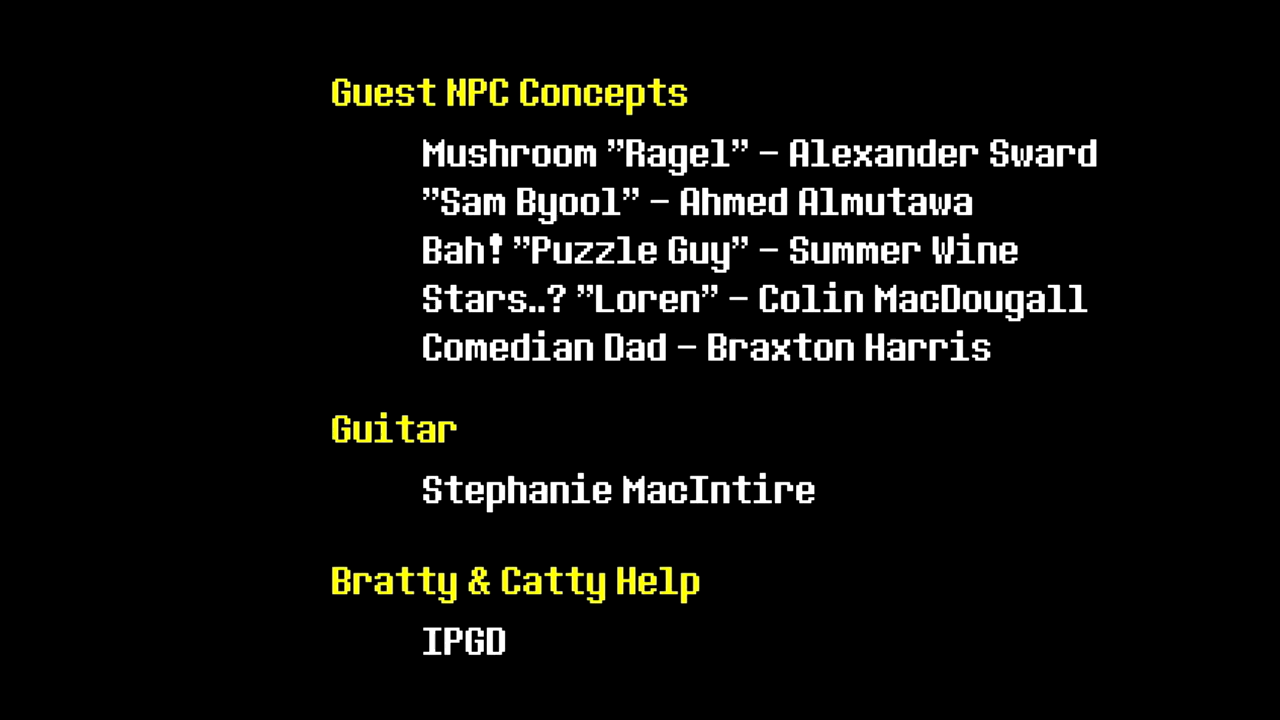 Guest NPC Concepts
Mushroom "Ragel" - Alexander Sward
"Sam Byool" - Ahmed Almutawa
Bah! "Puzzle Guy" - Summer Wine
Stars..? "Loren" - Colin MacDougall
Comedian Dad - Braxton Harris
Guitar
Stephanie MacIntire
Bratty & Catty Help
IPGD